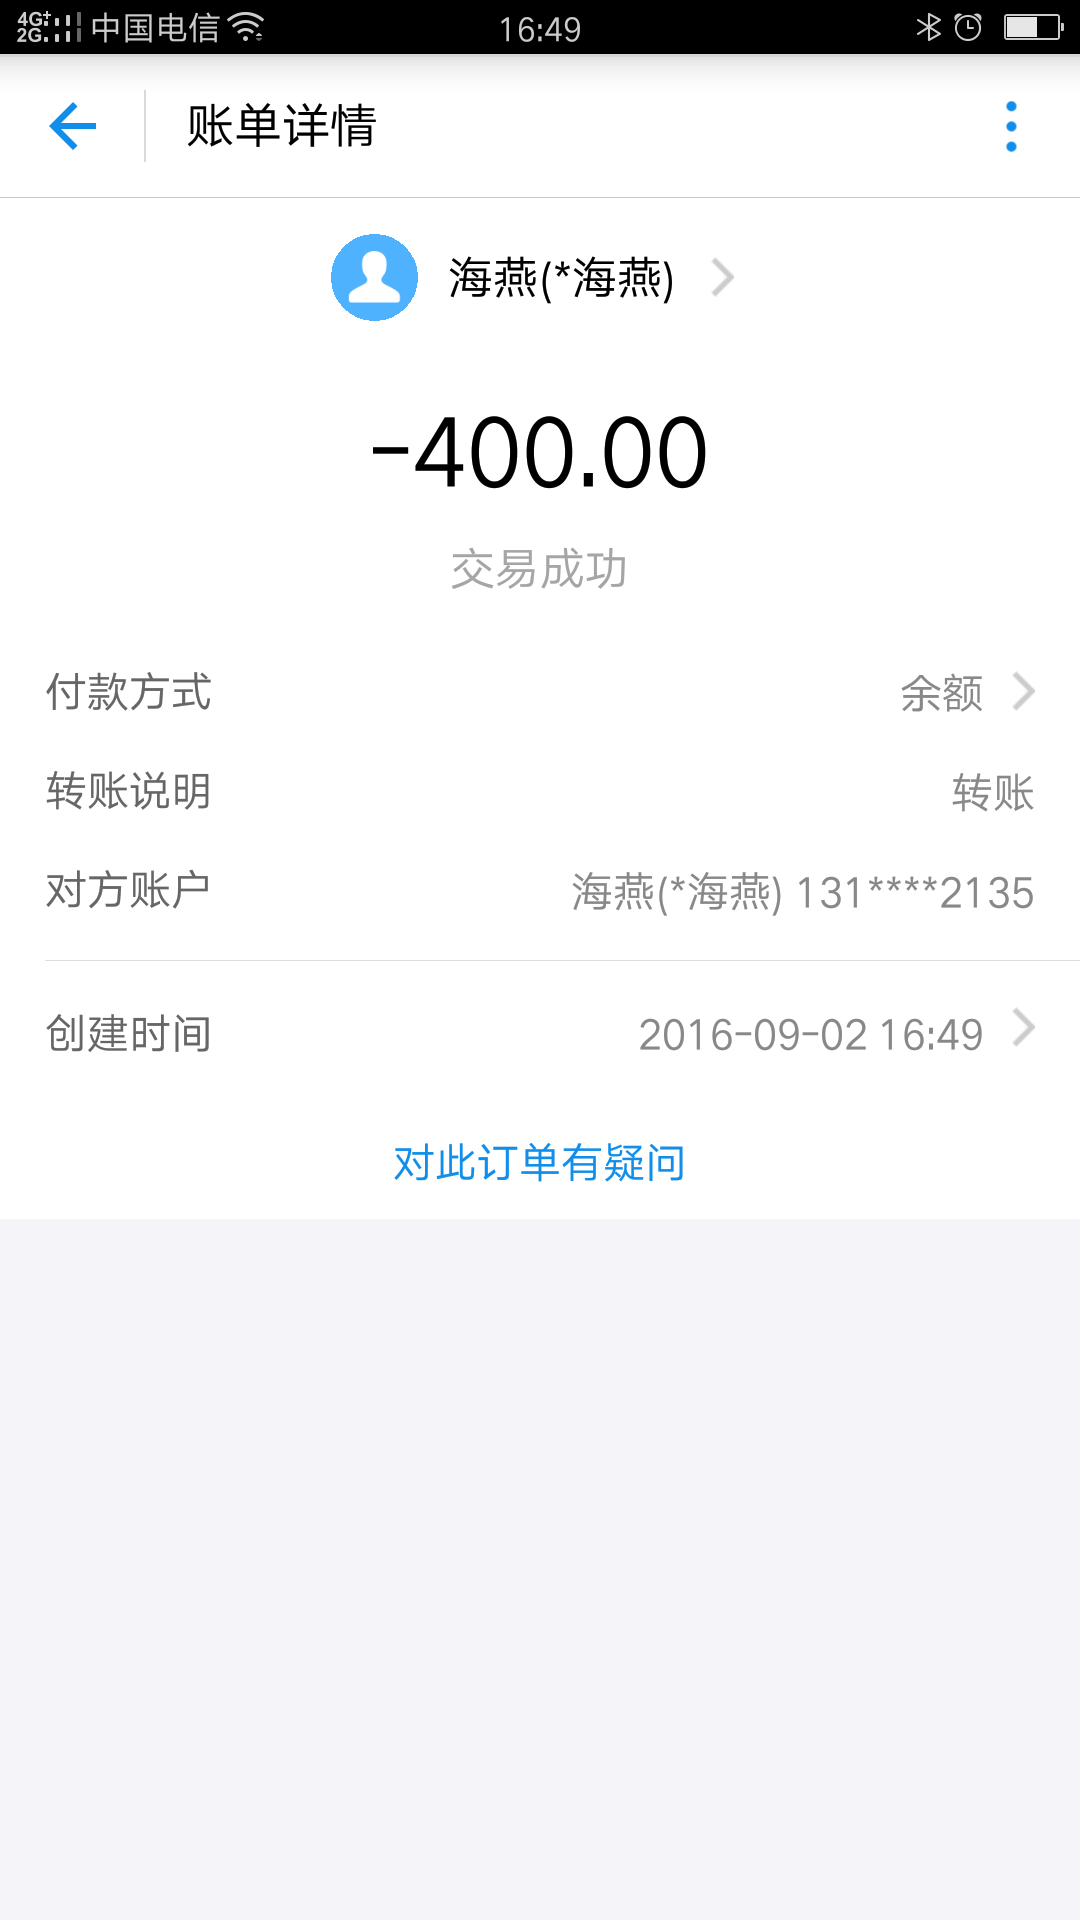 4G+ 2G 中国电信 16:49
账单详情
海燕(*海燕)
-400.00
交易成功
付款方式 余额
转账说明 转账
对方账户 海燕(*海燕) 131****2135
创建时间 2016-09-02 16:49
对此订单有疑问